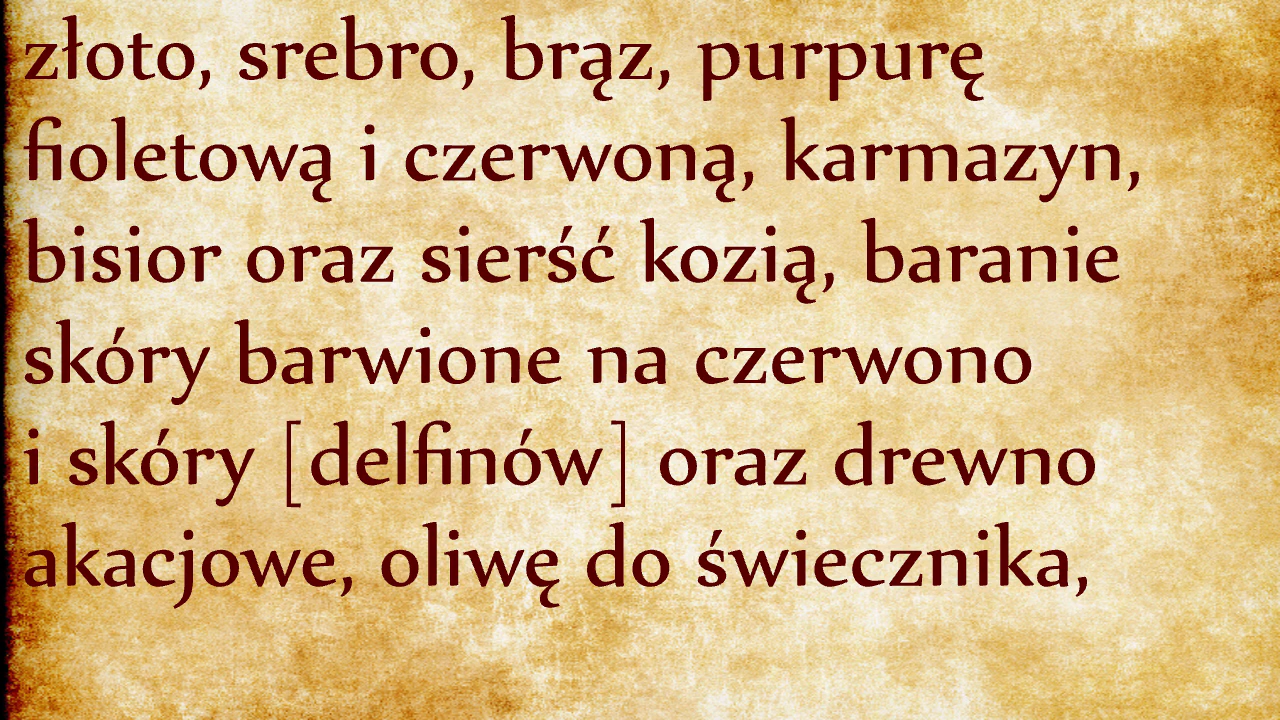 złoto, srebro, brąz, purpurę
fioletową i czerwoną, karmazyn,
bisior oraz sierść kozią, baranie
skóry barwione na czerwono
i skóry [delfinów] oraz drewno
akacjowe, oliwę do świecznika,